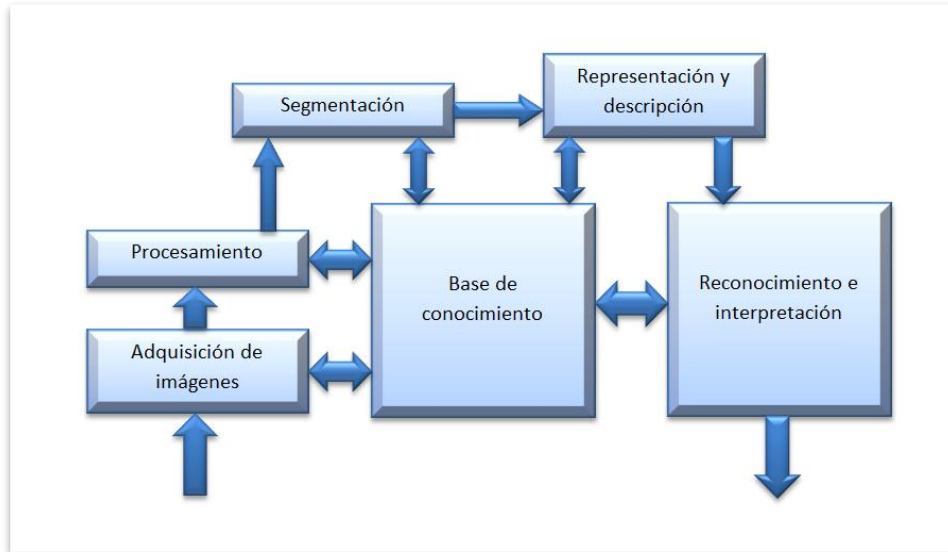 Representación y
descripción
Segmentación
Procesamiento
Base de
conocimiento
Reconocimiento e
interpretación
Adquisición de
imágenes